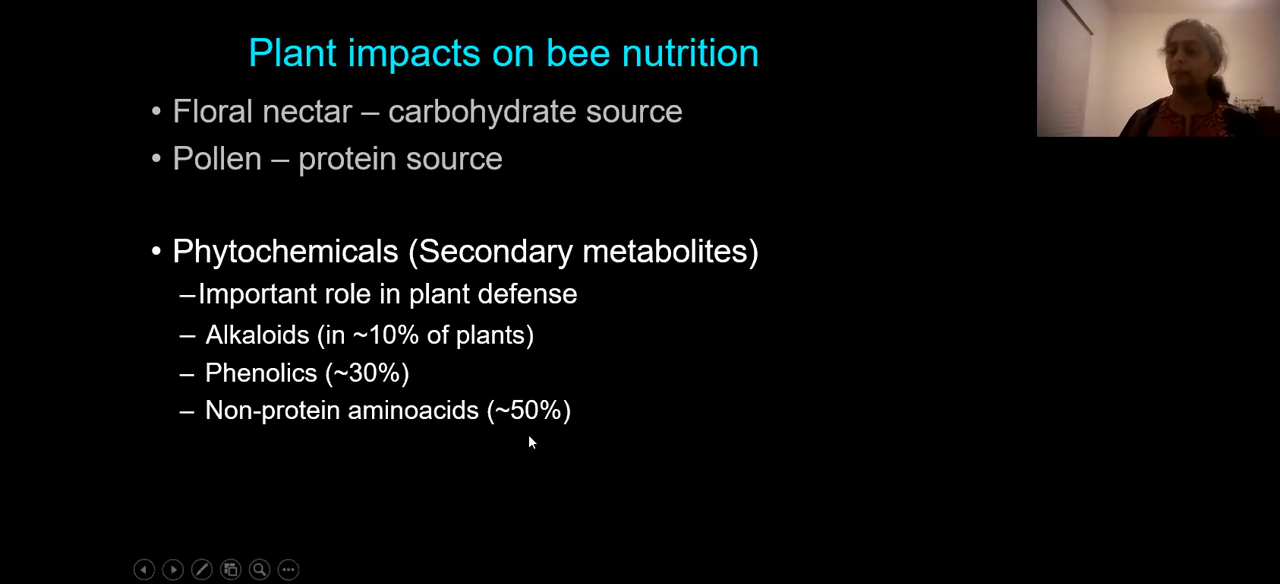 Plant impacts on bee nutrition
• Floral nectar – carbohydrate source
• Pollen – protein source
• Phytochemicals (Secondary metabolites)
–Important role in plant defense
– Alkaloids (in ~10% of plants)
– Phenolics (~30%)
– Non-protein aminoacids (~50%)